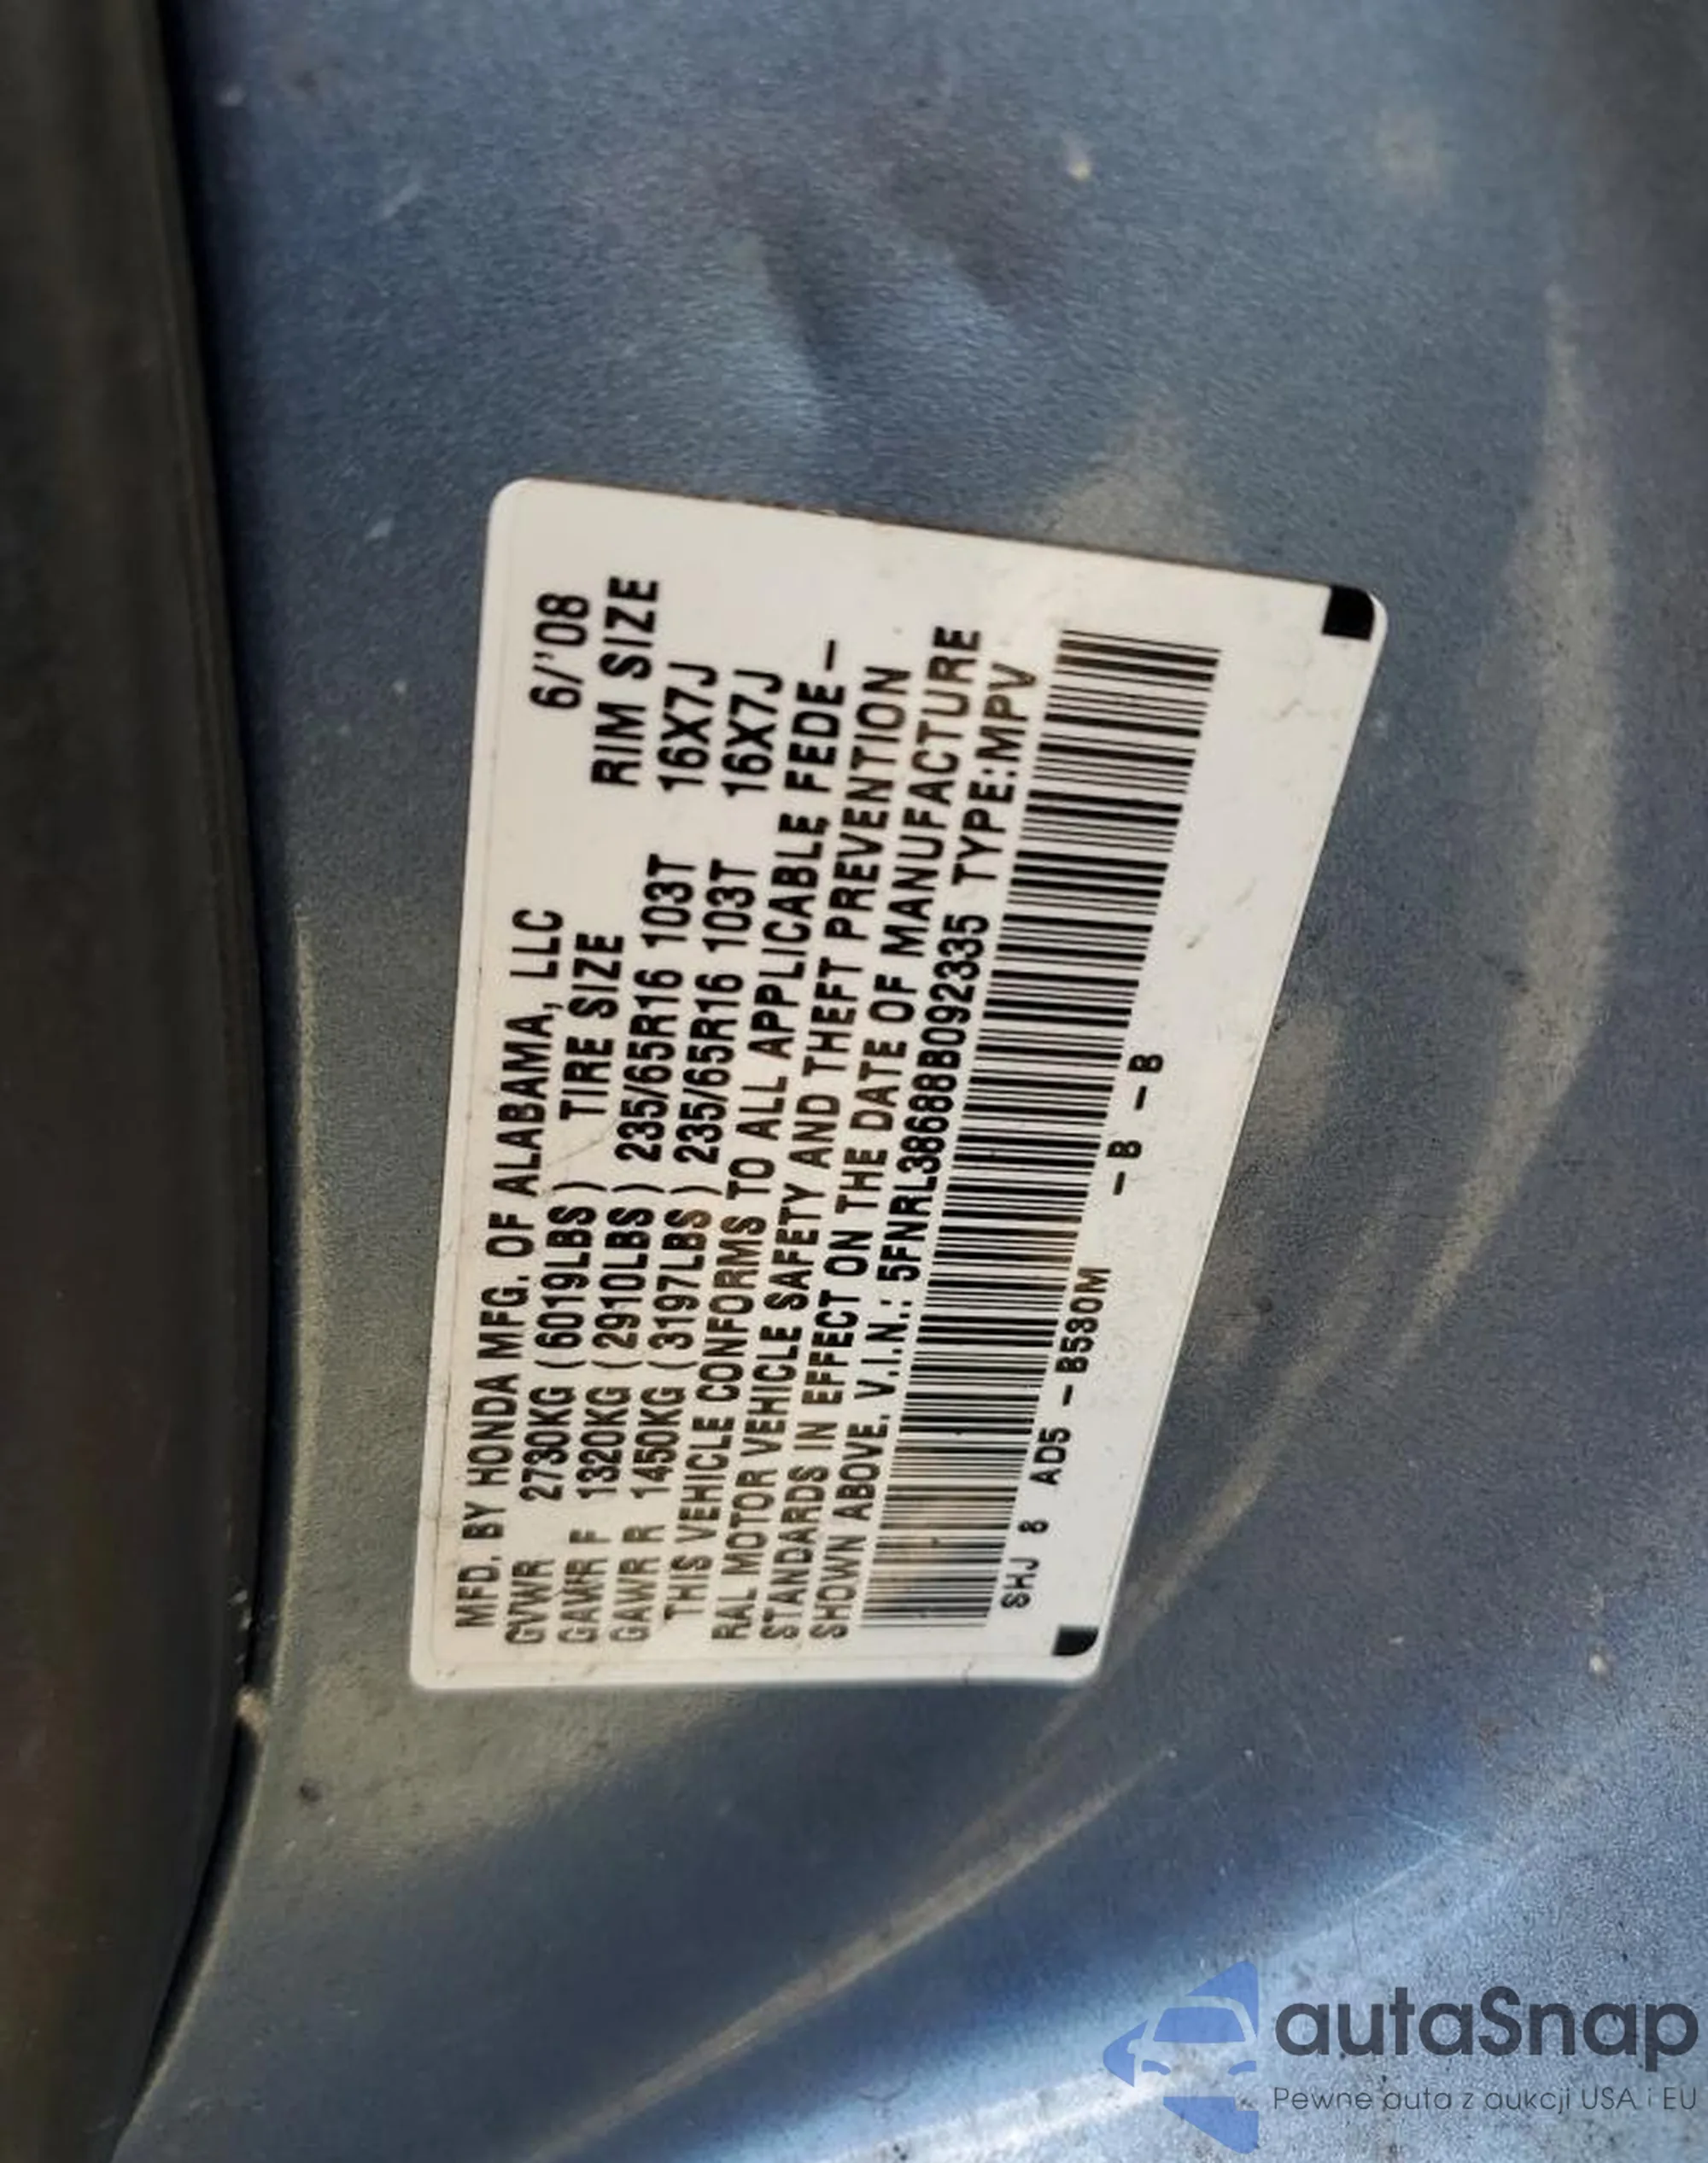 MFD. BY HONDA MFG. OF ALABAMA, LLC 6/'08
GVWR 2730KG (6019LBS) TIRE SIZE RIM SIZE
GAWR F 1320KG (2910LBS) 235/65R16 103T 16X7J
GAWR R 1450KG (3197LBS) 235/65R16 103T 16X7J
THIS VEHICLE CONFORMS TO ALL APPLICABLE FEDE-
RAL MOTOR VEHICLE SAFETY AND THEFT PREVENTION
STANDARDS IN EFFECT ON THE DATE OF MANUFACTURE
SHOWN ABOVE. V.I.N.: 5FNRL38688B092335 TYPE:MPV
SHJ 8 AD5 - B530M - B - B
autaSnap
Pewne auta z aukcji USA i EU